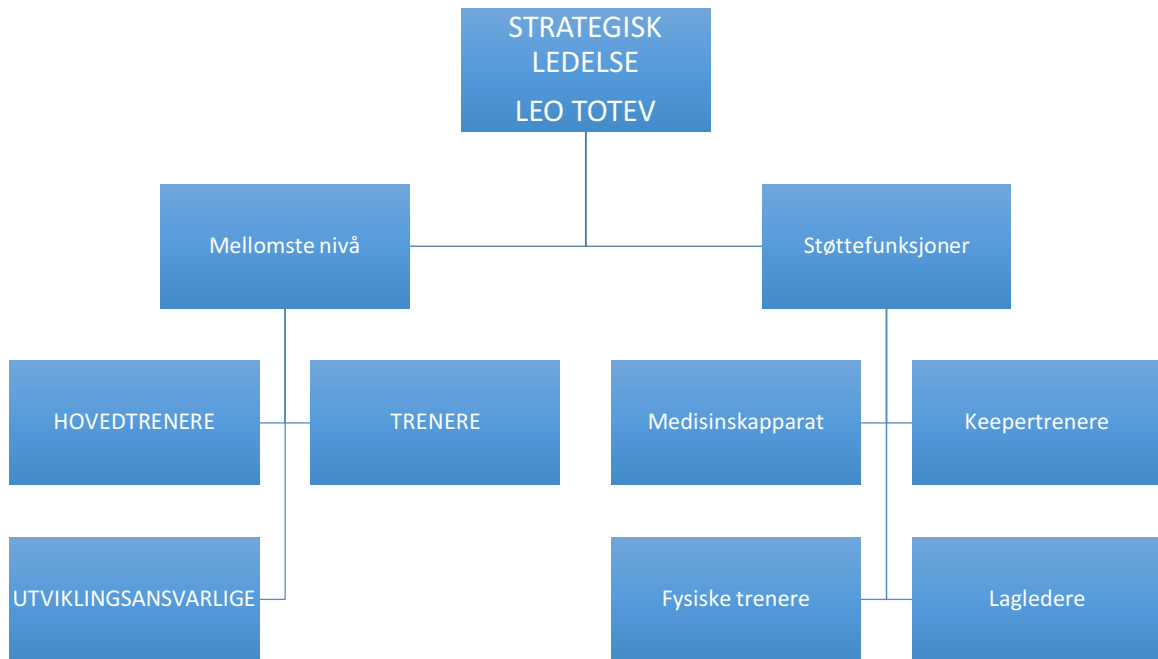 STRATEGISK
LEDELSE
LEO TOTEV
Mellomste nivå
Støttefunksjoner
HOVEDTRENERE
TRENERE
Medisinskapparat
Keepertrenere
UTVIKLINGSANSVARLIGE
Fysiske trenere
Lagledere